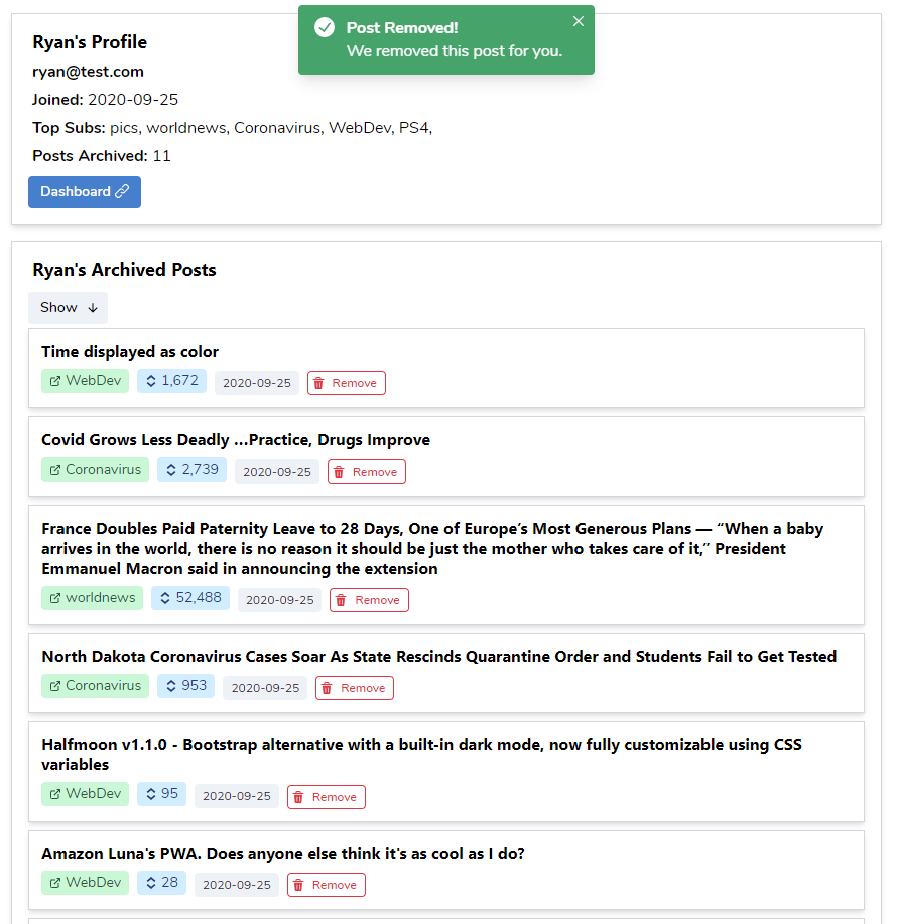 Post Removed!
We removed this post for you.
Ryan's Profile
ryan@test.com
Joined: 2020-09-25
Top Subs: pics, worldnews, Coronavirus, WebDev, PS4,
Posts Archived: 11
Dashboard
Ryan's Archived Posts
Show
Time displayed as color
WebDev 1,672 2020-09-25 Remove
Covid Grows Less Deadly ...Practice, Drugs Improve
Coronavirus 2,739 2020-09-25 Remove
France Doubles Paid Paternity Leave to 28 Days, One of Europe’s Most Generous Plans — “When a baby
arrives in the world, there is no reason it should be just the mother who takes care of it,” President
Emmanuel Macron said in announcing the extension
worldnews 52,488 2020-09-25 Remove
North Dakota Coronavirus Cases Soar As State Rescinds Quarantine Order and Students Fail to Get Tested
Coronavirus 953 2020-09-25 Remove
Halfmoon v1.1.0 - Bootstrap alternative with a built-in dark mode, now fully customizable using CSS
variables
WebDev 95 2020-09-25 Remove
Amazon Luna's PWA. Does anyone else think it's as cool as I do?
WebDev 28 2020-09-25 Remove